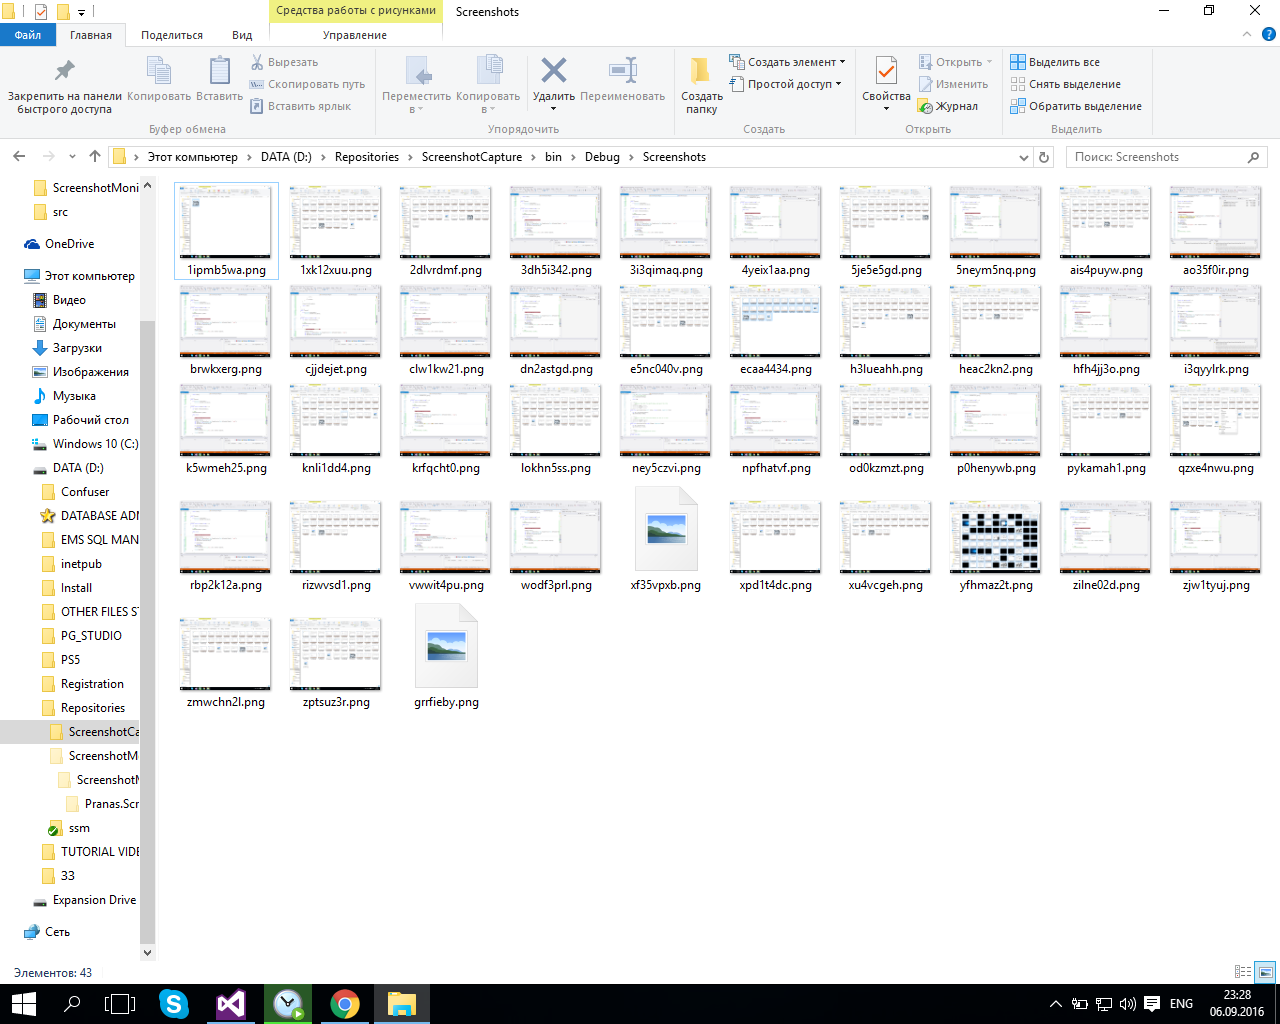 Средства работы с рисунками
Screenshots
Файл
Главная
Поделиться
Вид
Управление
Закрепить на панели быстрого доступа
Копировать
Вставить
Вырезать
Скопировать путь
Вставить ярлык
Буфер обмена
Переместить в
Копировать в
Удалить
Переименовать
Упорядочить
Создать папку
Создать элемент
Простой доступ
Создать
Свойства
Открыть
Изменить
Журнал
Открыть
Выделить все
Снять выделение
Обратить выделение
Выделить
Этот компьютер > DATA (D:) > Repositories > ScreenshotCapture > bin > Debug > Screenshots
Поиск: Screenshots
ScreenshotMoni
src
OneDrive
Этот компьютер
Видео
Документы
Загрузки
Изображения
Музыка
Рабочий стол
Windows 10 (C:)
DATA (D:)
Confuser
DATABASE ADM
EMS SQL MAN
inetpub
Install
OTHER FILES ST
PG_STUDIO
PS5
Registration
Repositories
ScreenshotCa
ScreenshotM
ScreenshotM
Pranas.Scr
ssm
TUTORIAL VIDE
ЗЗ
Expansion Drive
Сеть
1ipmb5wa.png 1xk12xuu.png 2dlvrdmf.png 3dh5i342.png 3i3qimaq.png 4yeix1aa.png 5je5e5gd.png 5neym5nq.png ais4puyw.png ao35f0ir.png
brwkxerg.png cjjdejet.png clw1kw21.png dn2astgd.png e5nc040v.png ecaa4434.png h3lueahh.png heac2kn2.png hfh4jj3o.png i3qyylrk.png
k5wmeh25.png knli1dd4.png krfqcht0.png lokhn5ss.png ney5czvi.png npfhatvf.png od0kzmzt.png p0henywb.png pykamah1.png qzxe4nwu.png
rbp2k12a.png rizwvsd1.png vwwit4pu.png wodf3prl.png xf35vpxb.png xpd1t4dc.png xu4vcgeh.png yfhmaz2t.png zilne02d.png zjw1tyuj.png
zmwchn2l.png zptsuz3r.png grrfieby.png
Элементов: 43
ENG
23:28
06.09.2016